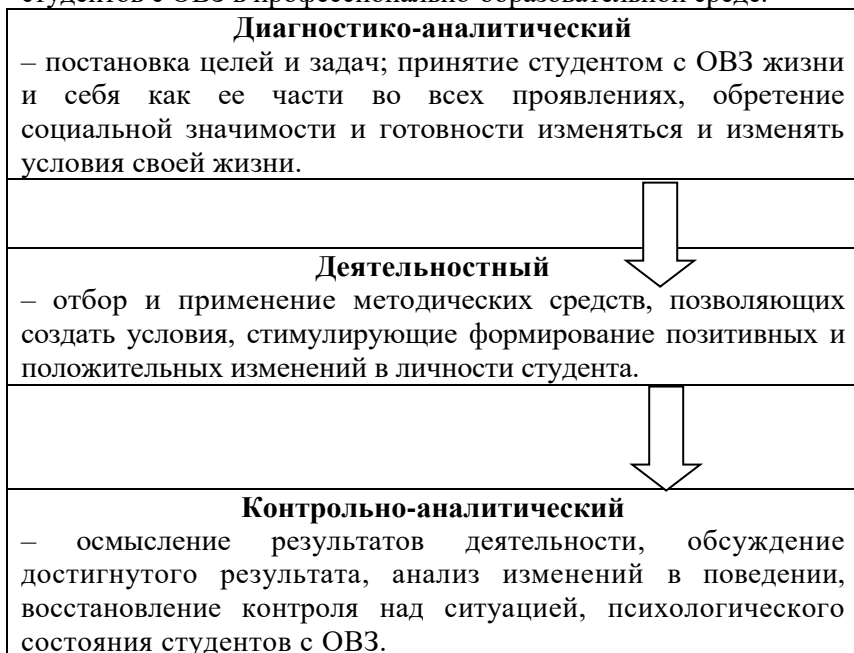 студентов с ОВЗ в профессионально-образовательной среде.
Диагностико-аналитический
– постановка целей и задач; принятие студентом с ОВЗ жизни
и себя как ее части во всех проявлениях, обретение
социальной значимости и готовности изменяться и изменять
условия своей жизни.
Деятельностный
– отбор и применение методических средств, позволяющих
создать условия, стимулирующие формирование позитивных и
положительных изменений в личности студента.
Контрольно-аналитический
– осмысление результатов деятельности, обсуждение
достигнутого результата, анализ изменений в поведении,
восстановление контроля над ситуацией, психологического
состояния студентов с ОВЗ.